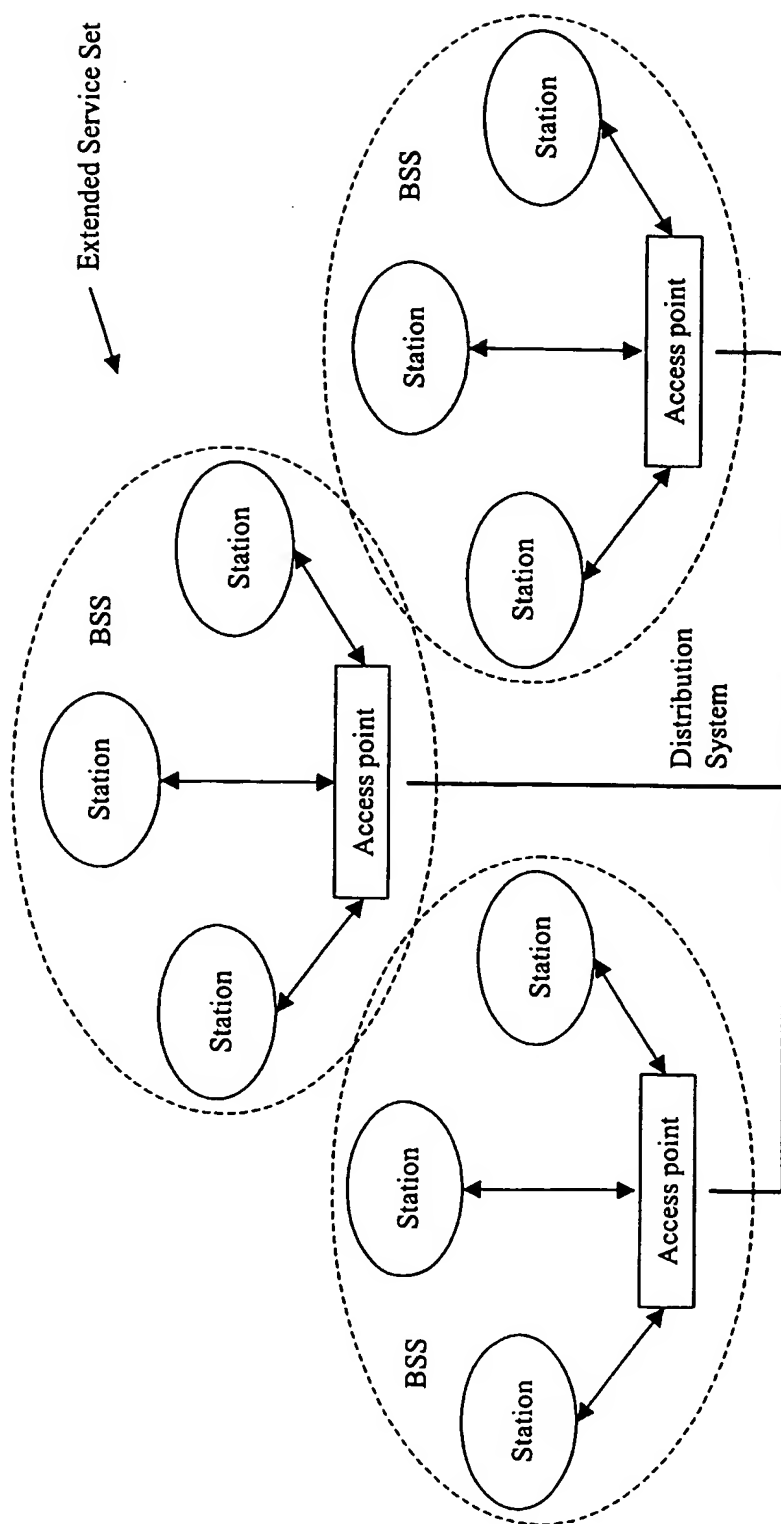 Extended Service Set
BSS
Station
Station
Station
Access point
BSS
Station
Station
Station
Access point
BSS
Station
Station
Station
Access point
Distribution
System